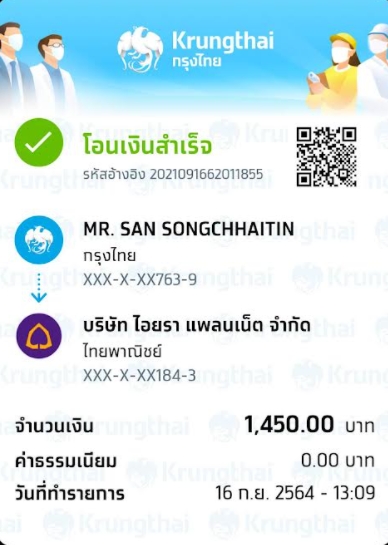 Krungthai
กรุงไทย
โอนเงินสำเร็จ
รหัสอ้างอิง 2021091662011855
MR. SAN SONGCHHAITIN
กรุงไทย
XXX-X-XX763-9
บริษัท ไอยรา แพลนเน็ต จำกัด
ไทยพาณิชย์
XXX-X-XX184-3
จำนวนเงิน 1,450.00 บาท
ค่าธรรมเนียม 0.00 บาท
วันที่ทำรายการ 16 ก.ย. 2564 - 13:09